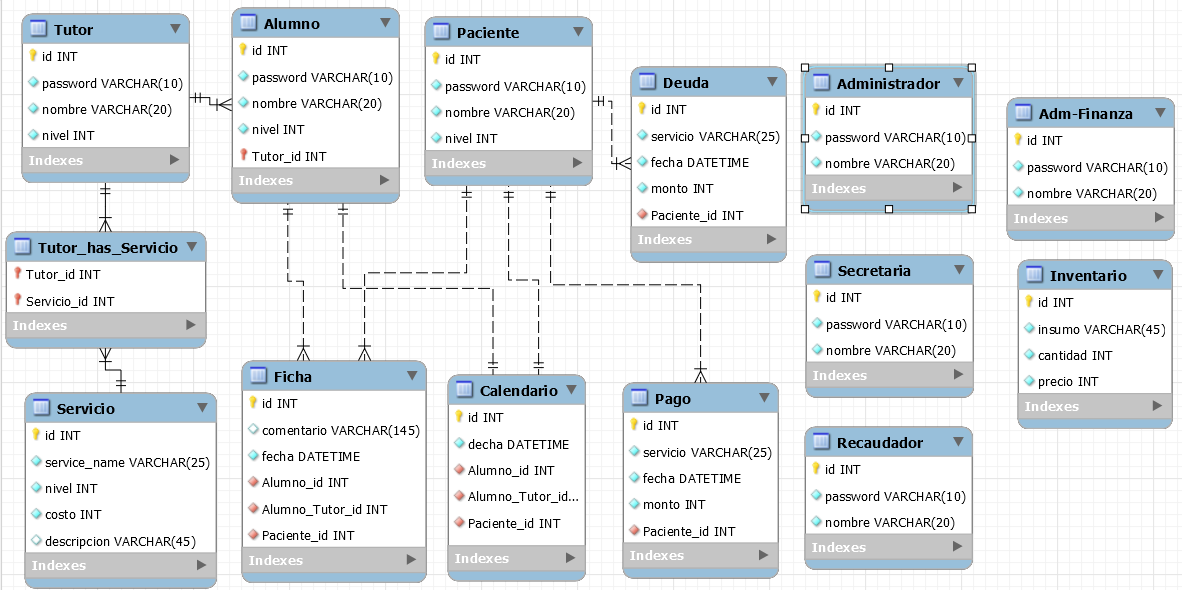 Tutor
id INT
password VARCHAR(10)
nombre VARCHAR(20)
nivel INT
Indexes
Alumno
id INT
password VARCHAR(10)
nombre VARCHAR(20)
nivel INT
Tutor_id INT
Indexes
Paciente
id INT
password VARCHAR(10)
nombre VARCHAR(20)
nivel INT
Indexes
Deuda
id INT
servicio VARCHAR(25)
fecha DATETIME
monto INT
Paciente_id INT
Indexes
Administrador
id INT
password VARCHAR(10)
nombre VARCHAR(20)
Indexes
Adm-Finanza
id INT
password VARCHAR(10)
nombre VARCHAR(20)
Indexes
Tutor_has_Servicio
Tutor_id INT
Servicio_id INT
Indexes
Secretaria
id INT
password VARCHAR(10)
nombre VARCHAR(20)
Indexes
Inventario
id INT
insumo VARCHAR(45)
cantidad INT
precio INT
Indexes
Servicio
id INT
service_name VARCHAR(25)
nivel INT
costo INT
descripcion VARCHAR(45)
Indexes
Ficha
id INT
comentario VARCHAR(145)
fecha DATETIME
Alumno_id INT
Alumno_Tutor_id INT
Paciente_id INT
Indexes
Calendario
id INT
decha DATETIME
Alumno_id INT
Alumno_Tutor_id...
Paciente_id INT
Indexes
Pago
id INT
servicio VARCHAR(25)
fecha DATETIME
monto INT
Paciente_id INT
Indexes
Recaudador
id INT
password VARCHAR(10)
nombre VARCHAR(20)
Indexes